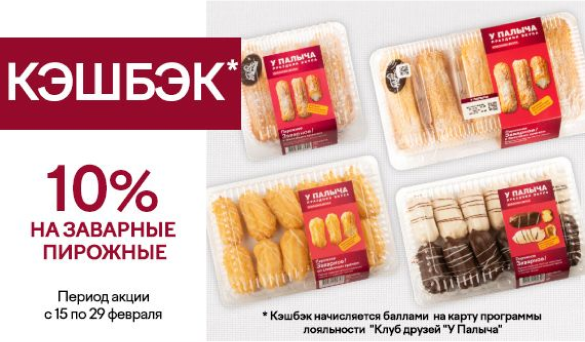 КЭШБЭК*
10%
НА ЗАВАРНЫЕ
ПИРОЖНЫЕ
Период акции
с 15 по 29 февраля
У ПАЛЫЧА
У ПАЛЫЧА
У ПАЛЫЧА
У ПАЛЫЧА
* Кэшбэк начисляется баллами на карту программы
лояльности "Клуб друзей "У Палыча"